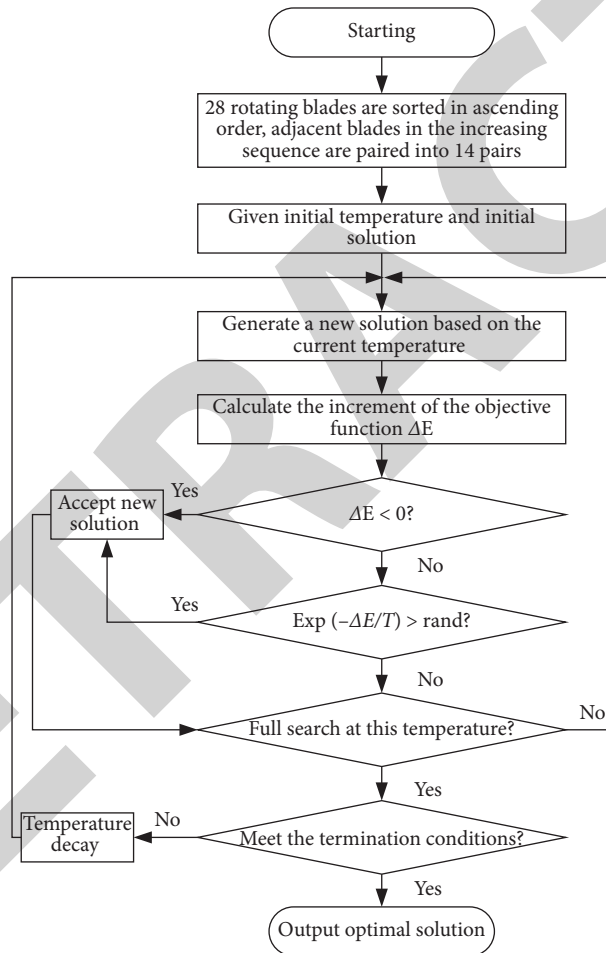 Starting
28 rotating blades are sorted in ascending
order, adjacent blades in the increasing
sequence are paired into 14 pairs
Given initial temperature and initial
solution
Generate a new solution based on the
current temperature
Calculate the increment of the objective
function ΔE
Yes
Accept new
solution
ΔE < 0?
No
Yes
Exp (–ΔE/T) > rand?
No
Full search at this temperature?
No
Yes
Temperature
decay
No
Meet the termination conditions?
Yes
Output optimal solution